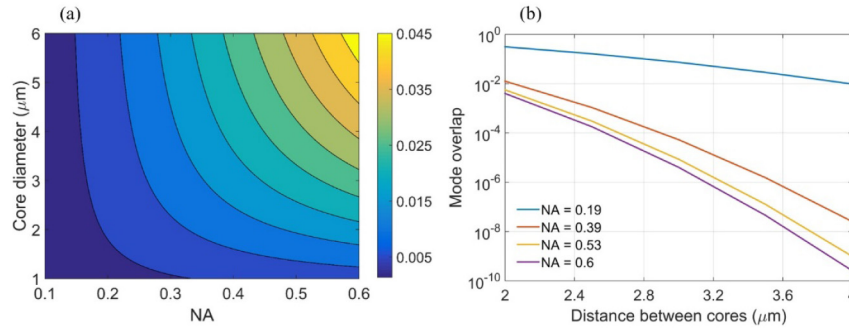 (a)
6
5
4
3
2
1
Core diameter (μm)
0.1 0.2 0.3 0.4 0.5 0.6
NA
0.045
0.035
0.025
0.015
0.005
(b)
10^0
10^-2
10^-4
10^-6
10^-8
10^-10
Mode overlap
NA = 0.19
NA = 0.39
NA = 0.53
NA = 0.6
2 2.4 2.8 3.2 3.6 4
Distance between cores (μm)